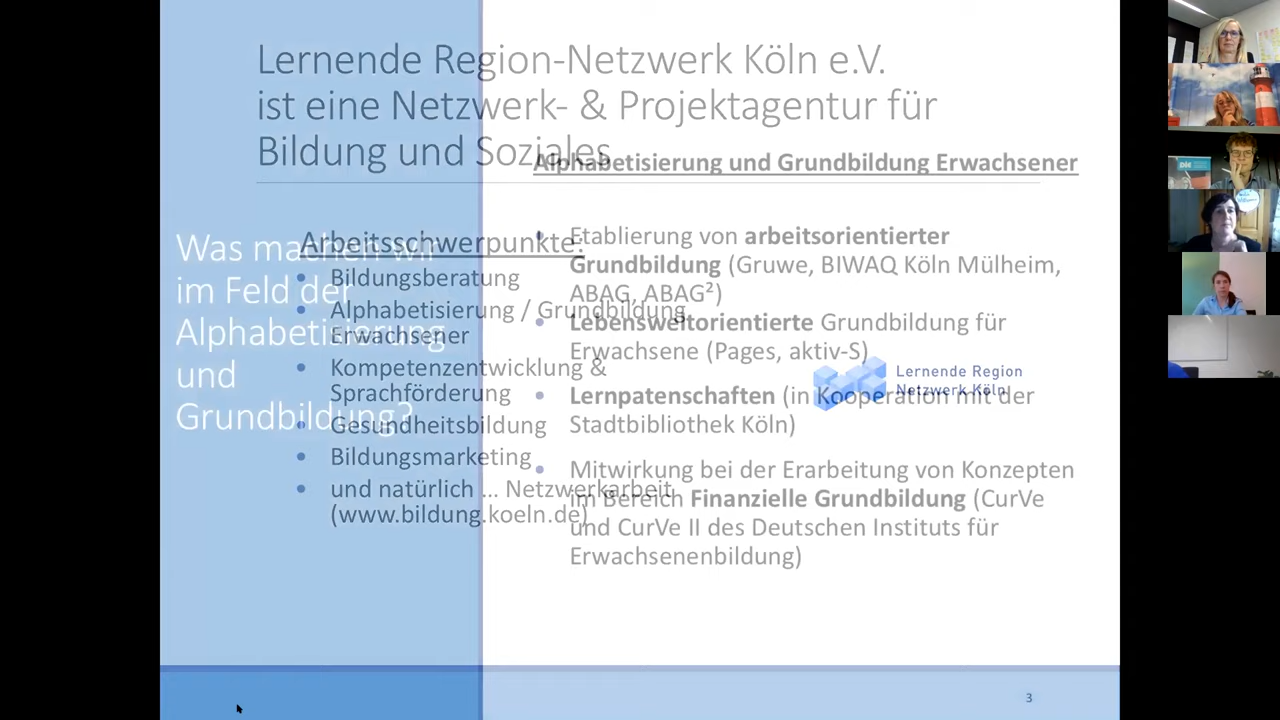 Lernende Region-Netzwerk Köln e.V.
ist eine Netzwerk- & Projektagentur für
Bildung und Soziales
Arbeitsschwerpunkte:
• Bildungsberatung
• Alphabetisierung / Grundbildung
Erwachsener
• Kompetenzentwicklung &
Sprachförderung
• Gesundheitsbildung
• Bildungsmarketing
• und natürlich ... Netzwerkarbeit
(www.bildung.koeln.de)
Was machen wir
im Feld der
Alphabetisierung
und
Grundbildung?
Alphabetisierung und Grundbildung Erwachsener
• Etablierung von arbeitsorientierter
Grundbildung (Gruwe, BIWAQ Köln Mülheim,
ABAG, ABAG²)
• Lebensweltorientierte Grundbildung für
Erwachsene (Pages, aktiv-S)
• Lernpatenschaften (in Kooperation mit der
Stadtbibliothek Köln)
• Mitwirkung bei der Erarbeitung von Konzepten
im Bereich Finanzielle Grundbildung (CurVe
und CurVe II des Deutschen Instituts für
Erwachsenenbildung)
Lernende Region
Netzwerk Köln
3
die